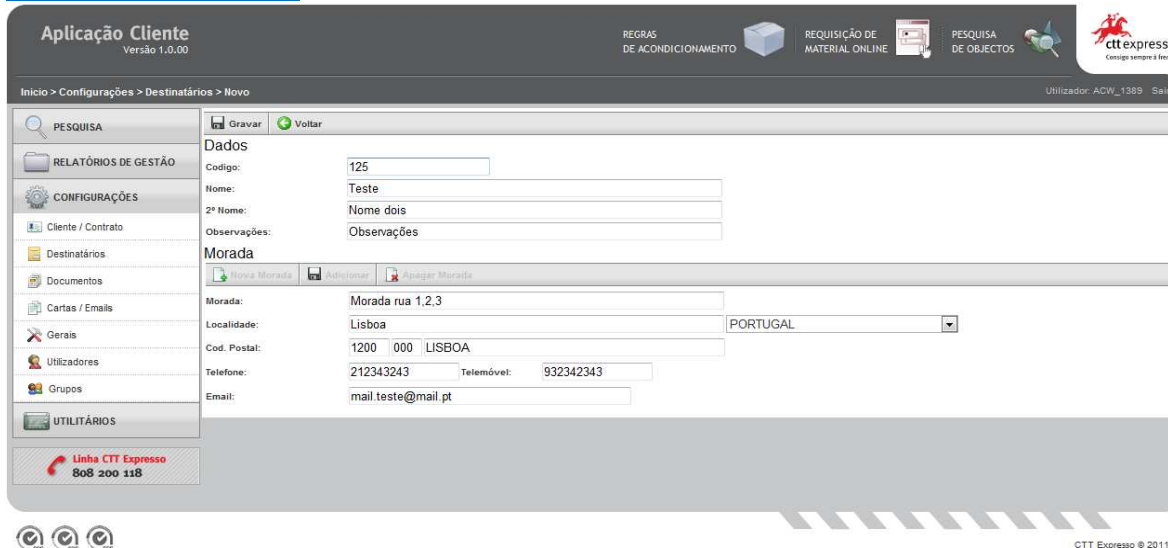 Aplicação Cliente
Versão 1.0.00
REGRAS
DE ACONDICIONAMENTO
REQUISIÇÃO DE
MATERIAL ONLINE
PESQUISA
DE OBJECTOS
ctt express
Consigo sempre à fre
Inicio > Configurações > Destinatários > Novo
Utilizador: ACW_1389 Sai
PESQUISA
RELATÓRIOS DE GESTÃO
CONFIGURAÇÕES
Cliente / Contrato
Destinatários
Documentos
Cartas / Emails
Gerais
Utilizadores
Grupos
UTILITÁRIOS
Linha CTT Expresso
808 200 118
Gravar Voltar
Dados
Codigo: 125
Nome: Teste
2º Nome: Nome dois
Observações: Observações
Morada
Nova Morada Adicionar Apagar Morada
Morada: Morada rua 1,2,3
Localidade: Lisboa PORTUGAL
Cod. Postal: 1200 000 LISBOA
Telefone: 212343243 Telemóvel: 932342343
Email: mail.teste@mail.pt
CTT Expresso © 2011